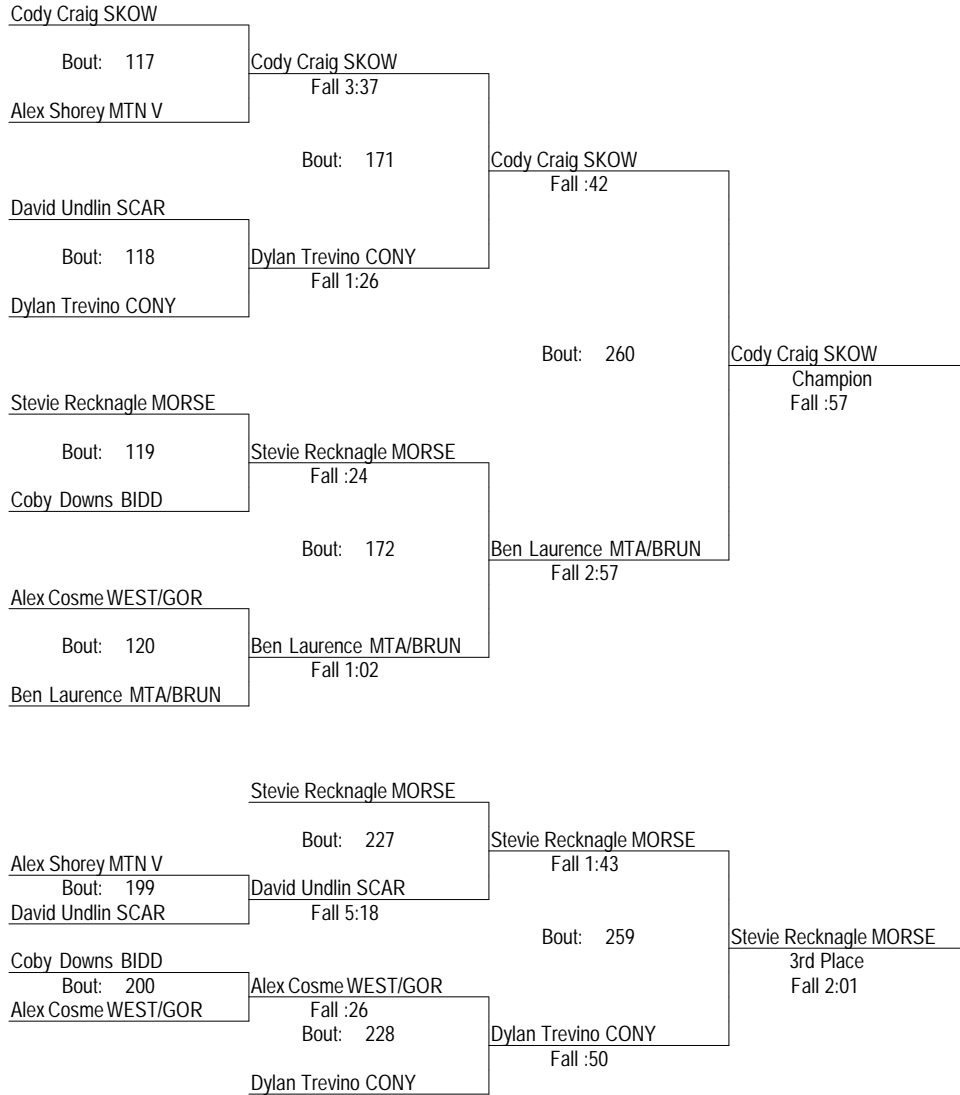 Cody Craig SKOW
Bout: 117
Cody Craig SKOW
Fall 3:37
Alex Shorey MTN V
Bout: 171
Cody Craig SKOW
Fall :42
David Undlin SCAR
Bout: 118
Dylan Trevino CONY
Fall 1:26
Dylan Trevino CONY
Bout: 260
Cody Craig SKOW
Champion
Fall :57
Stevie Recknagle MORSE
Bout: 119
Stevie Recknagle MORSE
Fall :24
Coby Downs BIDD
Bout: 172
Ben Laurence MTA/BRUN
Fall 2:57
Alex Cosme WEST/GOR
Bout: 120
Ben Laurence MTA/BRUN
Fall 1:02
Ben Laurence MTA/BRUN
Stevie Recknagle MORSE
Bout: 227
Stevie Recknagle MORSE
Fall 1:43
Alex Shorey MTN V
Bout: 199
David Undlin SCAR
David Undlin SCAR
Fall 5:18
Bout: 259
Stevie Recknagle MORSE
3rd Place
Fall 2:01
Coby Downs BIDD
Bout: 200
Alex Cosme WEST/GOR
Alex Cosme WEST/GOR
Fall :26
Bout: 228
Dylan Trevino CONY
Fall :50
Dylan Trevino CONY